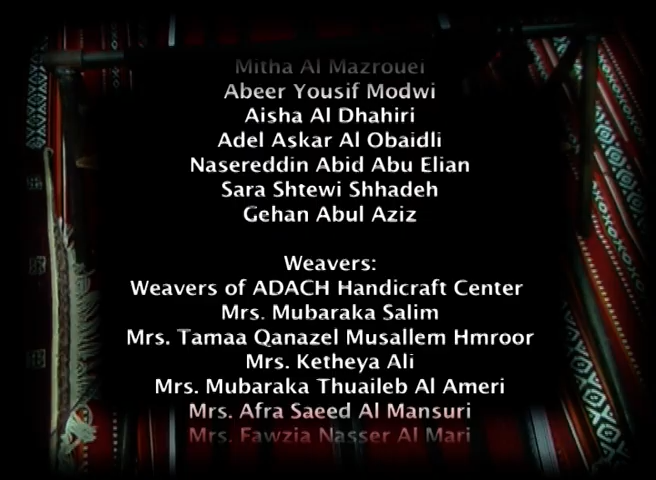 Mitha Al Mazrouei
Abeer Yousif Modwi
Aisha Al Dhahiri
Adel Askar Al Obaidli
Nasereddin Abid Abu Elian
Sara Shtewi Shhadeh
Gehan Abul Aziz
Weavers:
Weavers of ADACH Handicraft Center
Mrs. Mubaraka Salim
Mrs. Tamaa Qanazel Musallem Hmroor
Mrs. Ketheya Ali
Mrs. Mubaraka Thuaileb Al Ameri
Mrs. Afra Saeed Al Mansuri
Mrs. Fawzia Nasser Al Mari